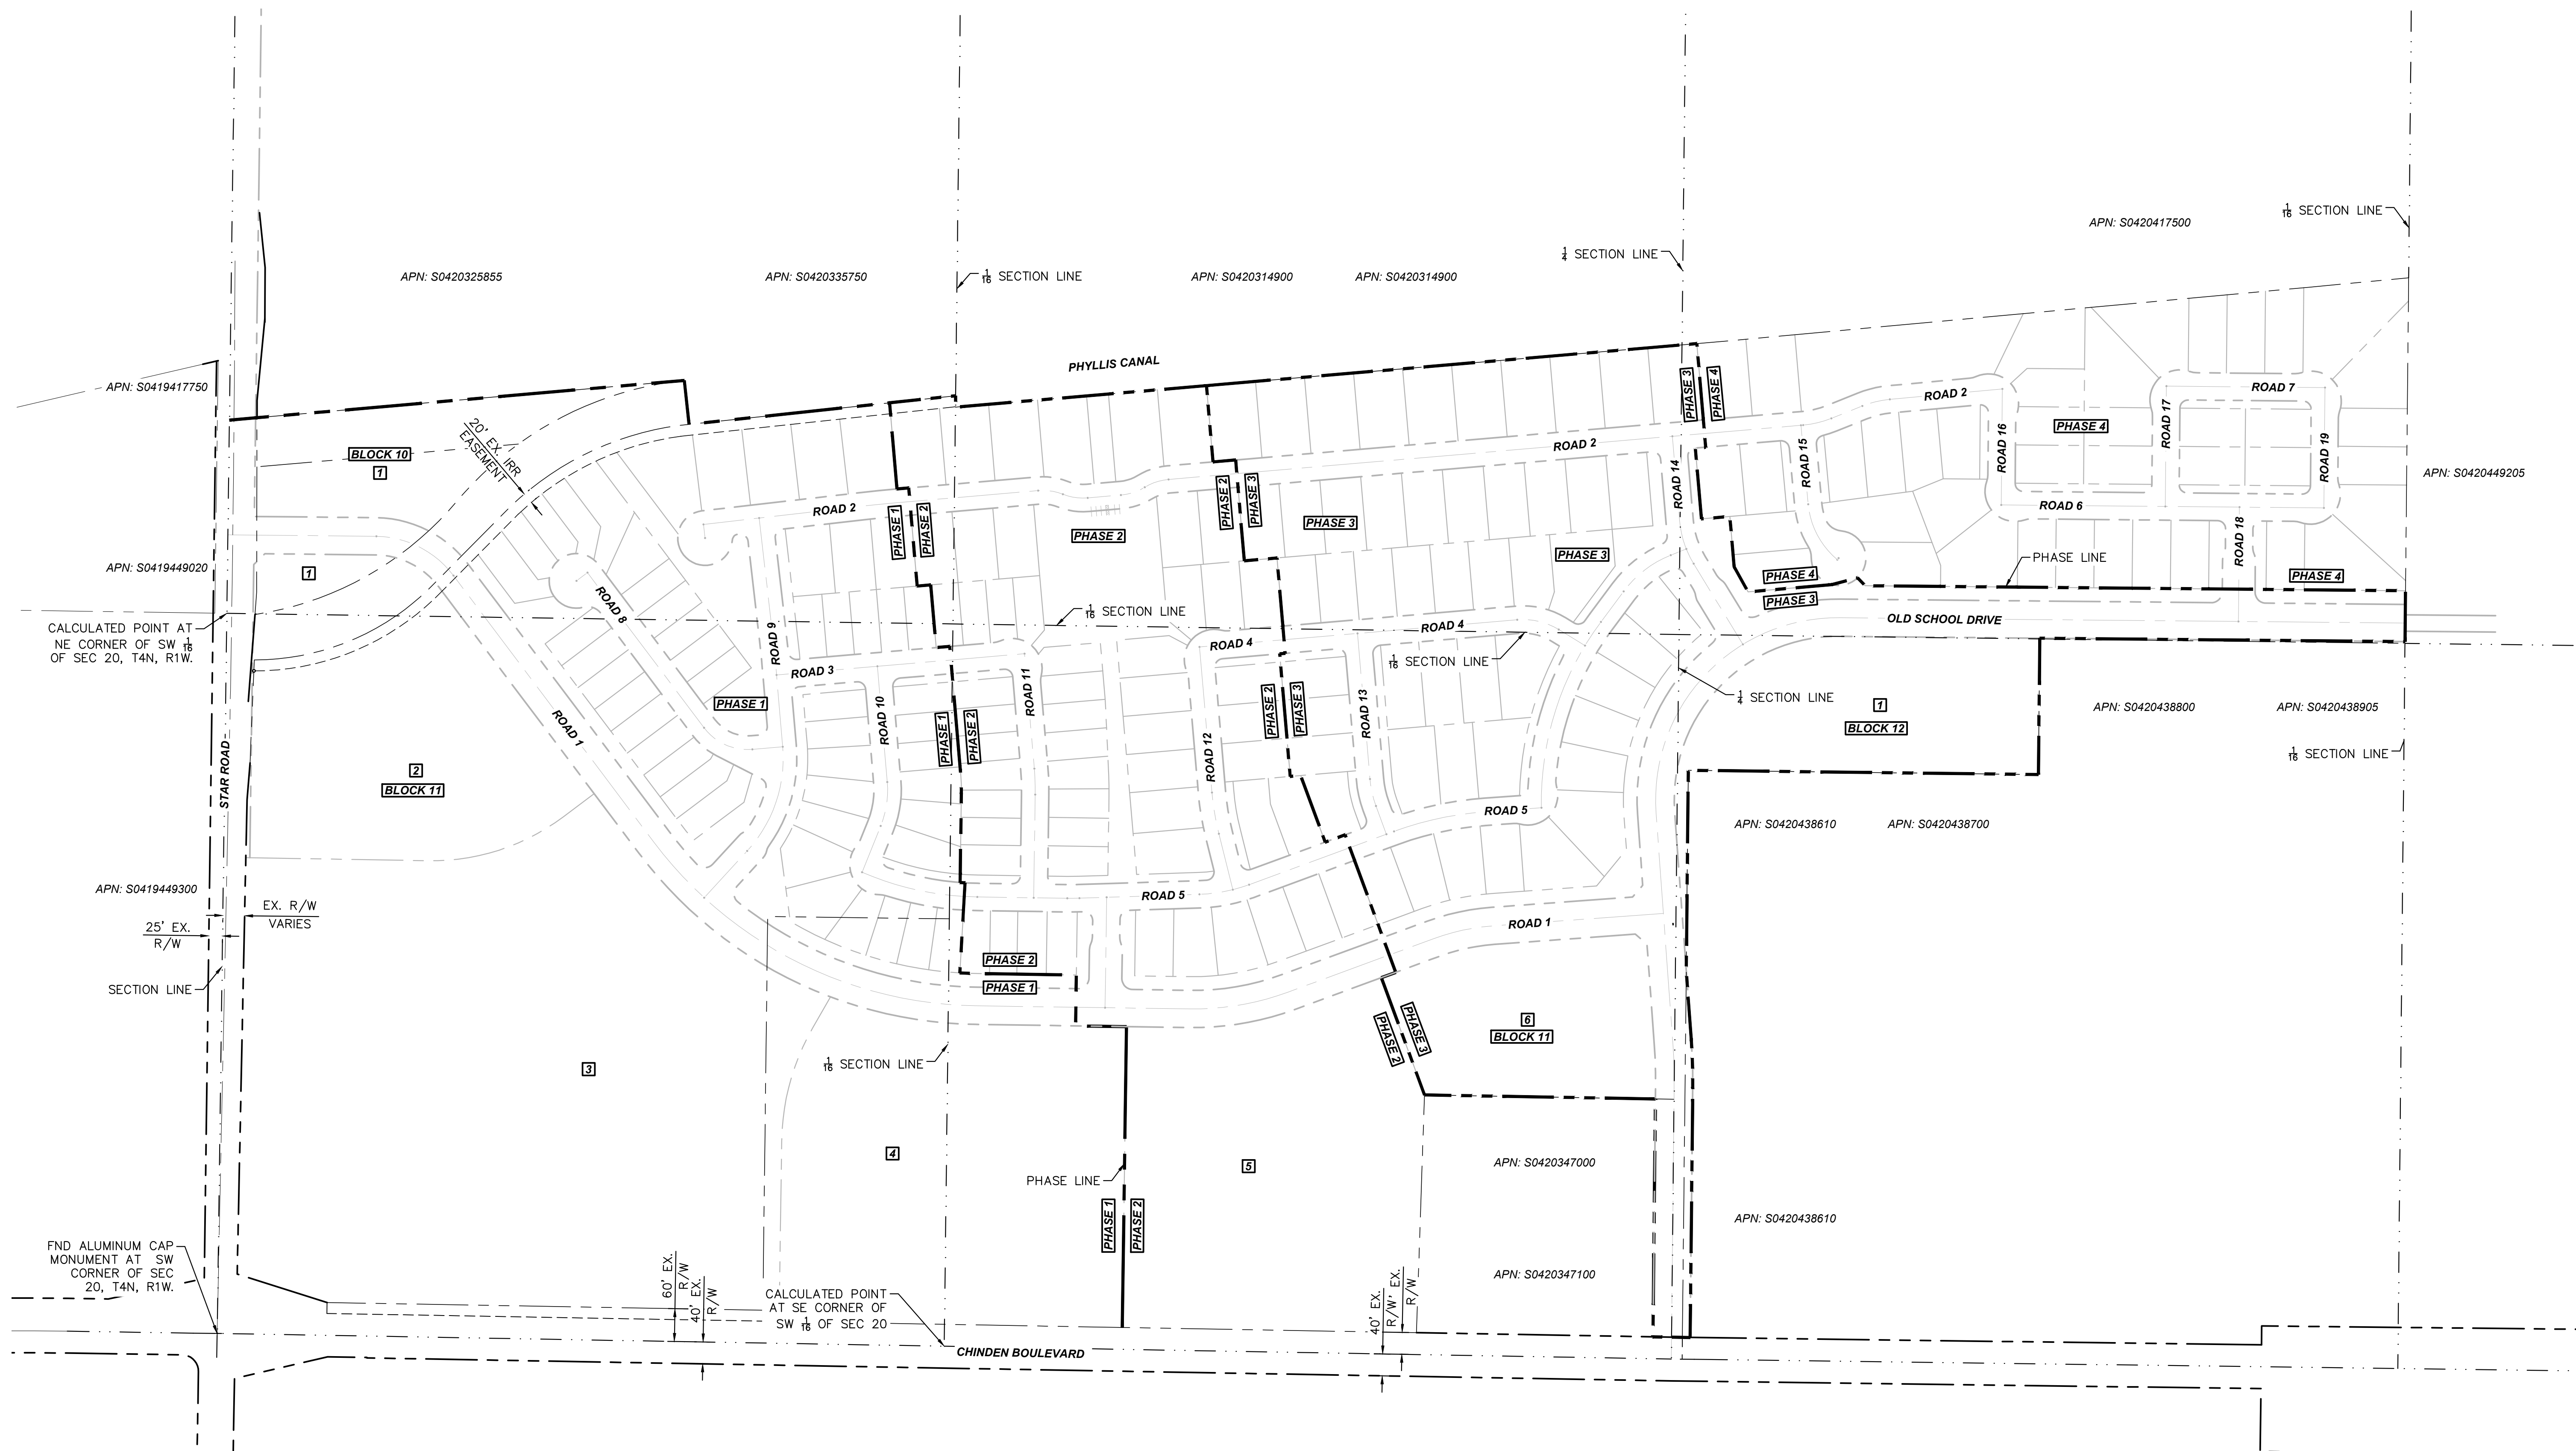 APN: S0420417500
1/16 SECTION LINE
1/4 SECTION LINE
APN: S0420325855
APN: S0420335750
1/16 SECTION LINE
APN: S0420314900
APN: S0420314900
PHYLLIS CANAL
APN: S0419417750
PHASE 3
PHASE 4
ROAD 2
ROAD 7
ROAD 17
ROAD 16
PHASE 4
ROAD 19
20' EX. IRR
EASEMENT
BLOCK 10
1
ROAD 2
ROAD 14
ROAD 15
APN: S0420449205
ROAD 2
PHASE 1
PHASE 2
PHASE 2
PHASE 3
PHASE 3
PHASE 2
PHASE 3
ROAD 6
ROAD 18
PHASE LINE
APN: S0419449020
1
PHASE 4
PHASE 3
PHASE 4
ROAD 8
1/16 SECTION LINE
OLD SCHOOL DRIVE
CALCULATED POINT AT
NE CORNER OF SW 1/16
OF SEC 20, T4N, R1W.
ROAD 9
ROAD 3
ROAD 4
ROAD 4
1/16 SECTION LINE
PHASE 1
ROAD 10
ROAD 11
PHASE 1
PHASE 2
PHASE 2
PHASE 3
ROAD 13
1/4 SECTION LINE
1
BLOCK 12
APN: S0420438800
APN: S0420438905
1/16 SECTION LINE
ROAD 1
STAR ROAD
ROAD 12
2
BLOCK 11
ROAD 5
APN: S0420438610
APN: S0420438700
APN: S0419449300
EX. R/W
VARIES
25' EX.
R/W
ROAD 5
ROAD 1
PHASE 2
PHASE 1
SECTION LINE
1/16 SECTION LINE
3
PHASE 2
PHASE 3
6
BLOCK 11
4
PHASE LINE
5
APN: S0420347000
PHASE 1
PHASE 2
APN: S0420438610
FND ALUMINUM CAP
MONUMENT AT SW
CORNER OF SEC
20, T4N, R1W.
60' EX.
R/W
40' EX.
R/W
CALCULATED POINT
AT SE CORNER OF
SW 1/16 OF SEC 20
40' EX.
R/W' EX.
R/W
APN: S0420347100
CHINDEN BOULEVARD